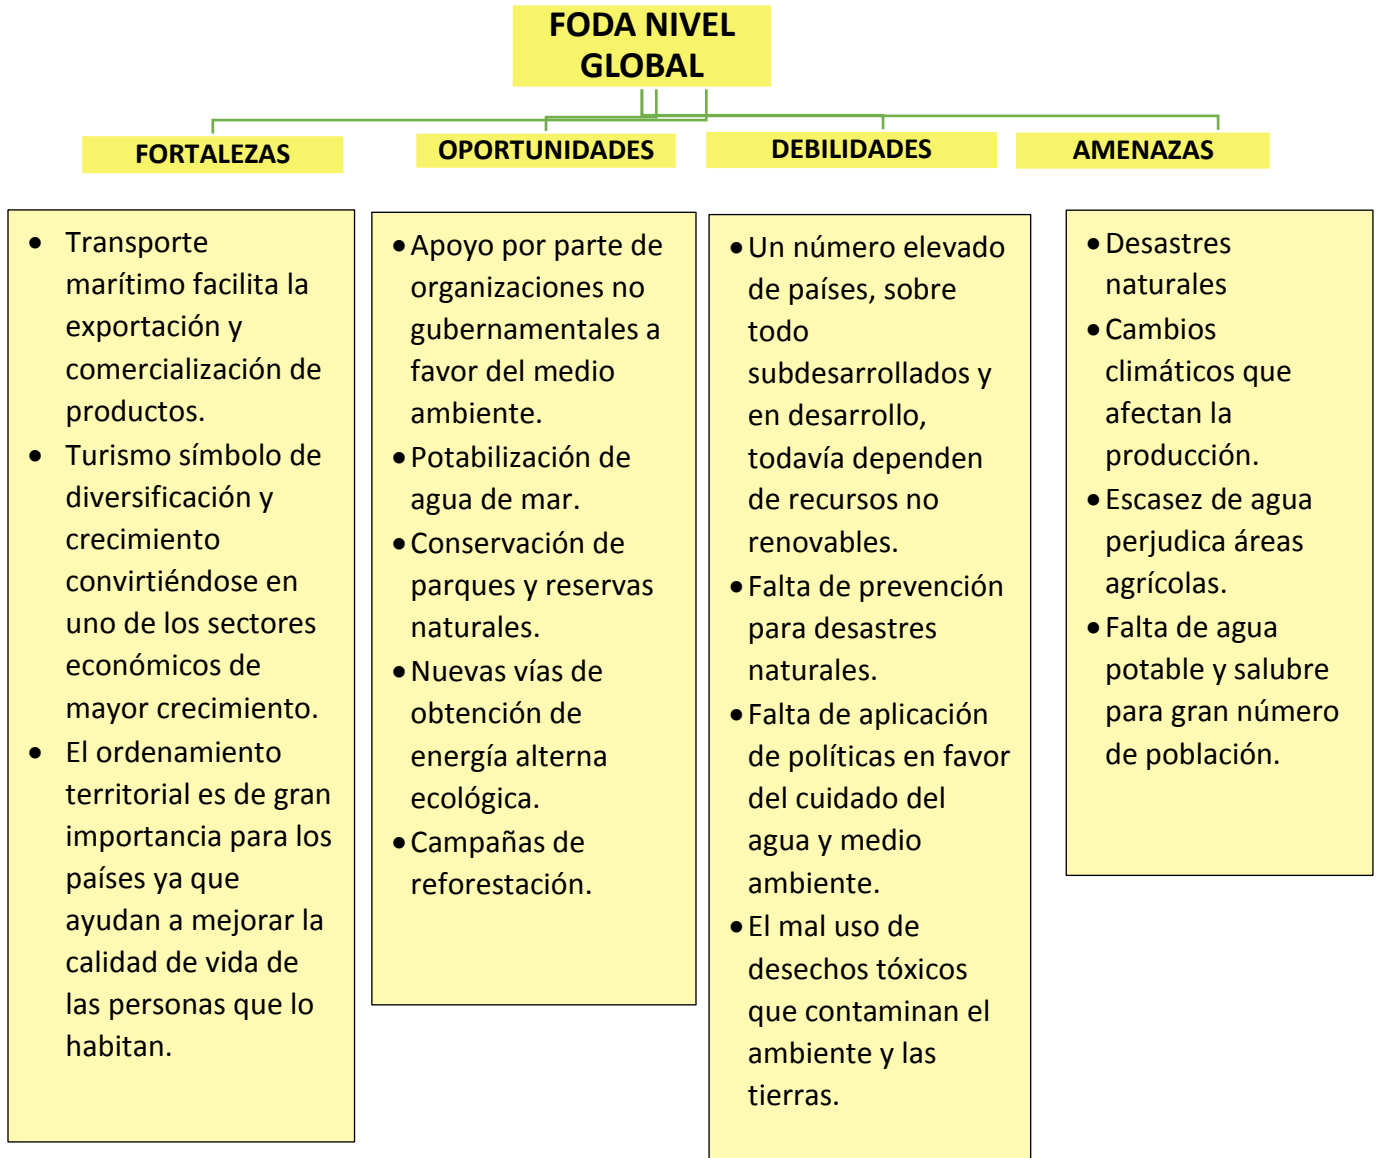 FODA NIVEL
GLOBAL
FORTALEZAS
OPORTUNIDADES
DEBILIDADES
AMENAZAS
• Transporte
marítimo facilita la
exportación y
comercialización de
productos.
• Turismo símbolo de
diversificación y
crecimiento
convirtiéndose en
uno de los sectores
económicos de
mayor crecimiento.
• El ordenamiento
territorial es de gran
importancia para los
países ya que
ayudan a mejorar la
calidad de vida de
las personas que lo
habitan.
• Apoyo por parte de
organizaciones no
gubernamentales a
favor del medio
ambiente.
• Potabilización de
agua de mar.
• Conservación de
parques y reservas
naturales.
• Nuevas vías de
obtención de
energía alterna
ecológica.
• Campañas de
reforestación.
• Un número elevado
de países, sobre
todo
subdesarrollados y
en desarrollo,
todavía dependen
de recursos no
renovables.
• Falta de prevención
para desastres
naturales.
• Falta de aplicación
de políticas en favor
del cuidado del
agua y medio
ambiente.
• El mal uso de
desechos tóxicos
que contaminan el
ambiente y las
tierras.
• Desastres
naturales
• Cambios
climáticos que
afectan la
producción.
• Escasez de agua
perjudica áreas
agrícolas.
• Falta de agua
potable y salubre
para gran número
de población.